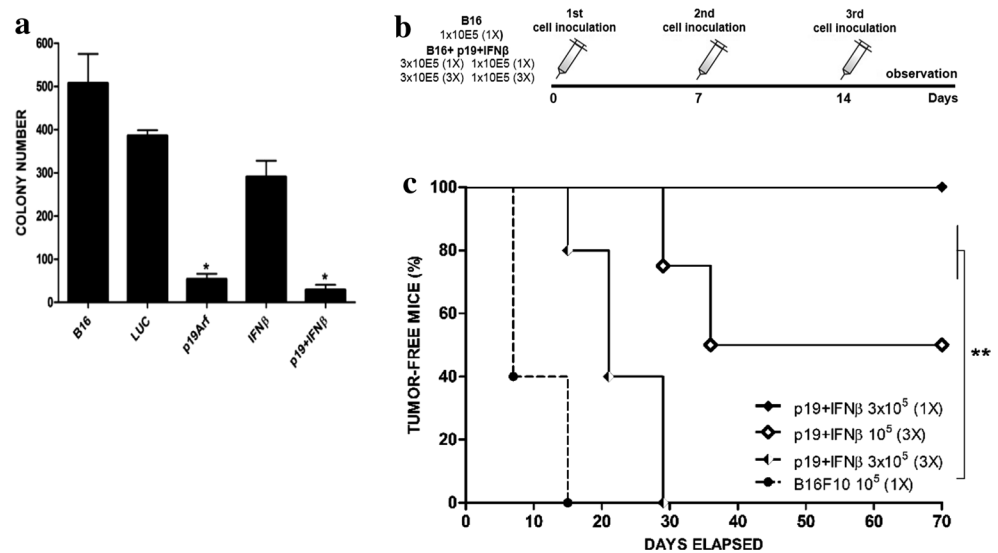 a
COLONY NUMBER
600
500
400
300
200
100
0
B16
LUC
p19Arf
IFNβ
p19+IFNβ
*
*
b
B16
1x10E5 (1X)
B16+ p19+IFNβ
3x10E5 (1X) 1x10E5 (1X)
3x10E5 (3X) 1x10E5 (3X)
1st
cell inoculation
2nd
cell inoculation
3rd
cell inoculation
observation
0
7
14
Days
c
TUMOR-FREE MICE (%)
100
80
60
40
20
0
0
10
20
30
40
50
60
70
DAYS ELAPSED
p19+IFNβ 3x10⁵ (1X)
p19+IFNβ 10⁵ (3X)
p19+IFNβ 3x10⁵ (3X)
B16F10 10⁵ (1X)
**